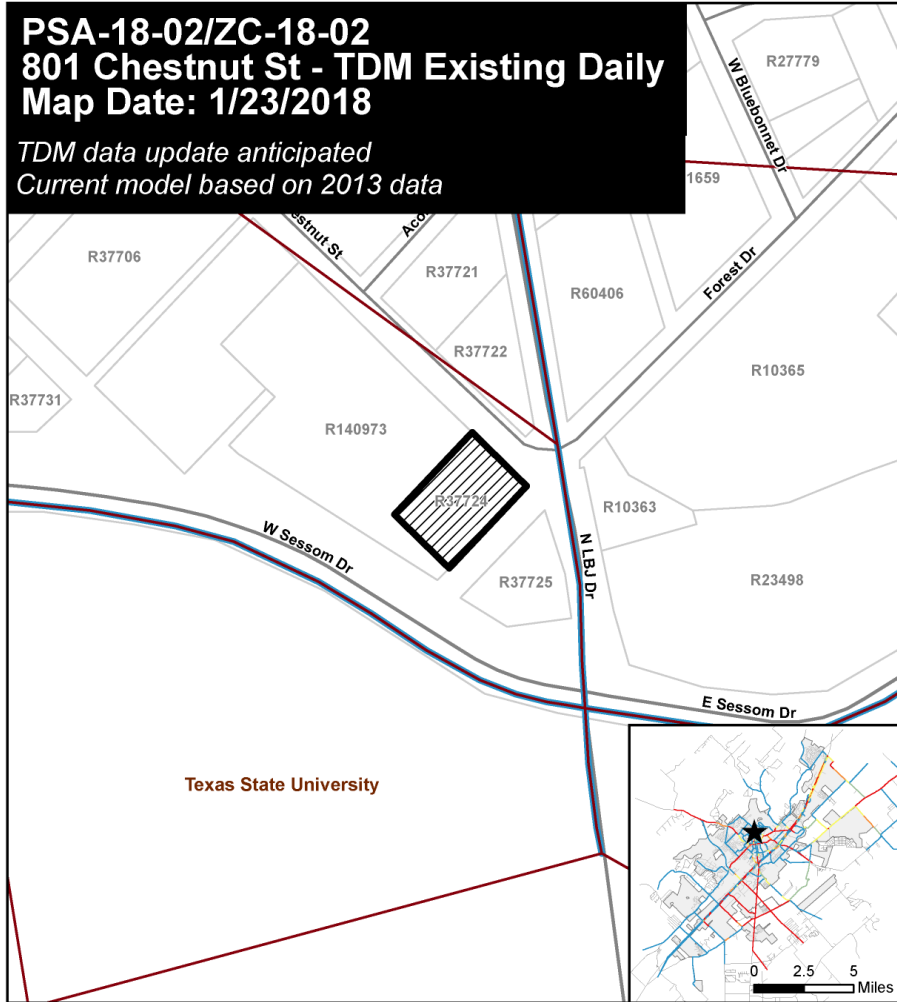 PSA-18-02/ZC-18-02
801 Chestnut St - TDM Existing Daily
Map Date: 1/23/2018
TDM data update anticipated
Current model based on 2013 data
R27779
W Bluebonnet Dr
1659
estnut St
Aco
R37706
R37721
R60406
Forest Dr
R37722
R10365
R37731
R140973
R37724
R10363
W Sessom Dr
N LBJ Dr
R37725
R23498
E Sessom Dr
Texas State University
0 2.5 5
Miles